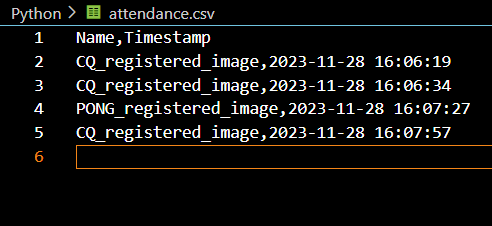 Python > attendance.csv
1 Name,Timestamp
2 CQ_registered_image,2023-11-28 16:06:19
3 CQ_registered_image,2023-11-28 16:06:34
4 PONG_registered_image,2023-11-28 16:07:27
5 CQ_registered_image,2023-11-28 16:07:57
6